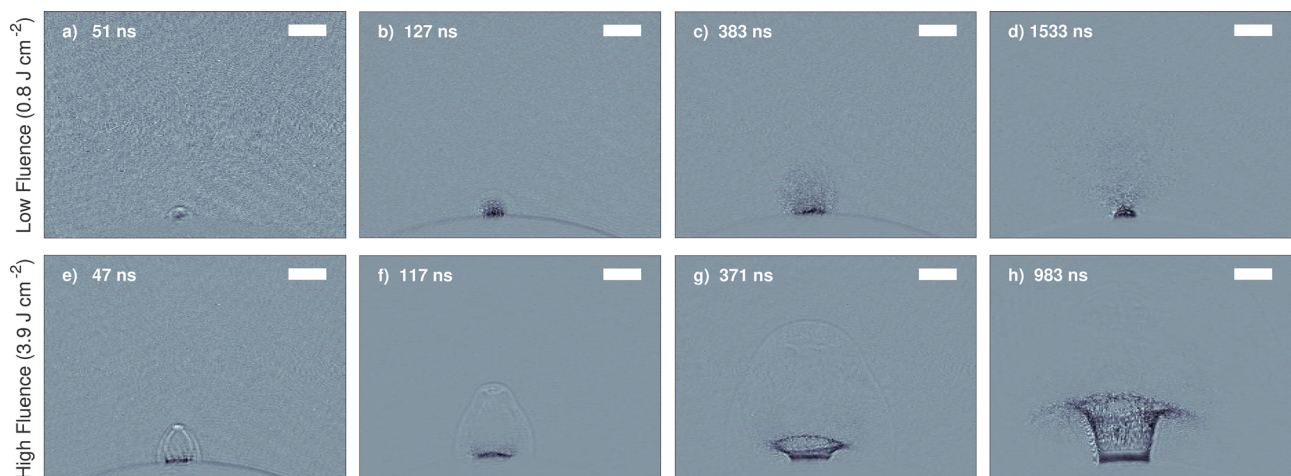 Low Fluence (0.8 J cm⁻²)
a) 51 ns
b) 127 ns
c) 383 ns
d) 1533 ns
High Fluence (3.9 J cm⁻²)
e) 47 ns
f) 117 ns
g) 371 ns
h) 983 ns